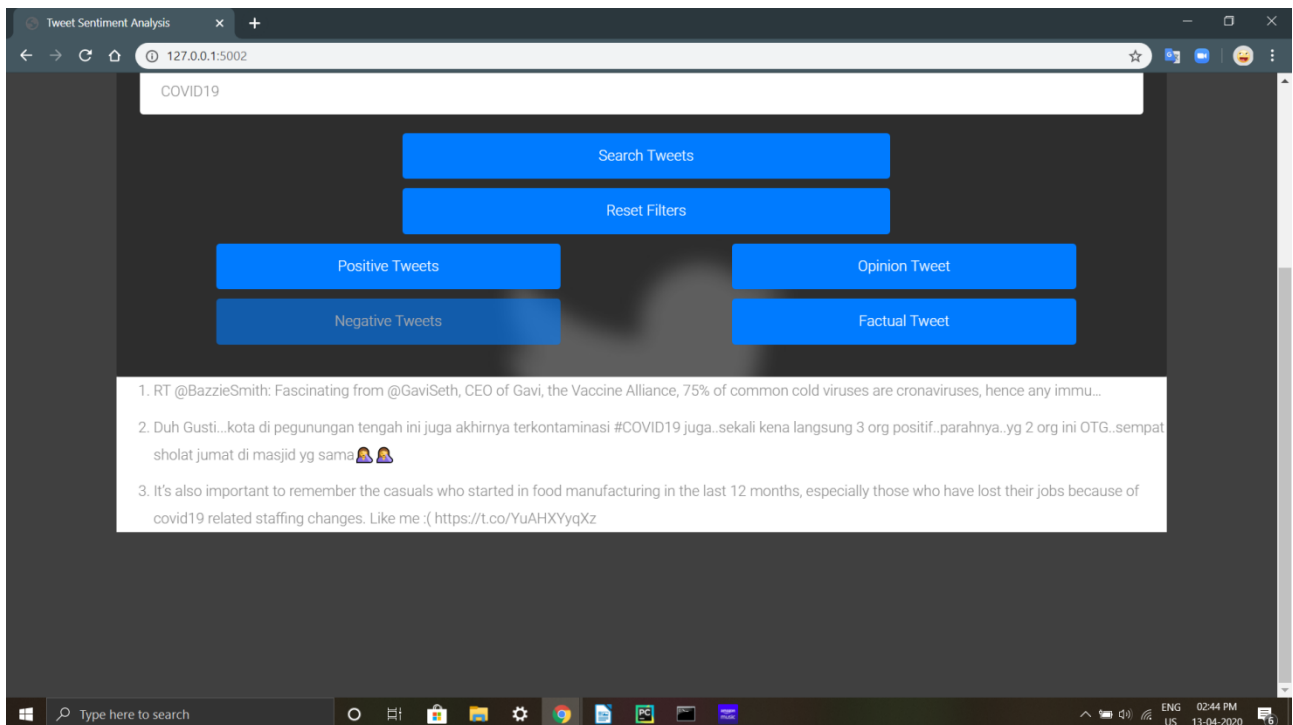 Tweet Sentiment Analysis
127.0.0.1:5002
COVID19
Search Tweets
Reset Filters
Positive Tweets
Opinion Tweet
Negative Tweets
Factual Tweet
1. RT @BazzieSmith: Fascinating from @GaviSeth, CEO of Gavi, the Vaccine Alliance, 75% of common cold viruses are cronaviruses, hence any immu…
2. Duh Gusti...kota di pegunungan tengah ini juga akhirnya terkontaminasi #COVID19 juga..sekali kena langsung 3 org positif..parahnya..yg 2 org ini OTG..sempat
sholat jumat di masjid yg sama🤦‍♀️🤦‍♀️
3. It's also important to remember the casuals who started in food manufacturing in the last 12 months, especially those who have lost their jobs because of
covid19 related staffing changes. Like me :( https://t.co/YuAHXYyqXz
Type here to search
PC
music
ENG
US
02:44 PM
13-04-2020
6